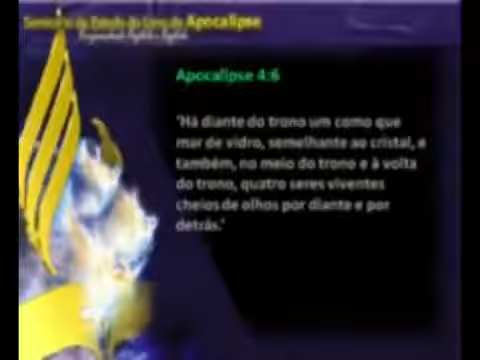 Seminário de Estudo do Livro de Apocalipse
Apocalipse 4:6
"Há diante do trono um como que
mar de vidro, semelhante ao cristal, e
também, no meio do trono e à volta
do trono, quatro seres viventes
cheios de olhos por diante e por
detrás."